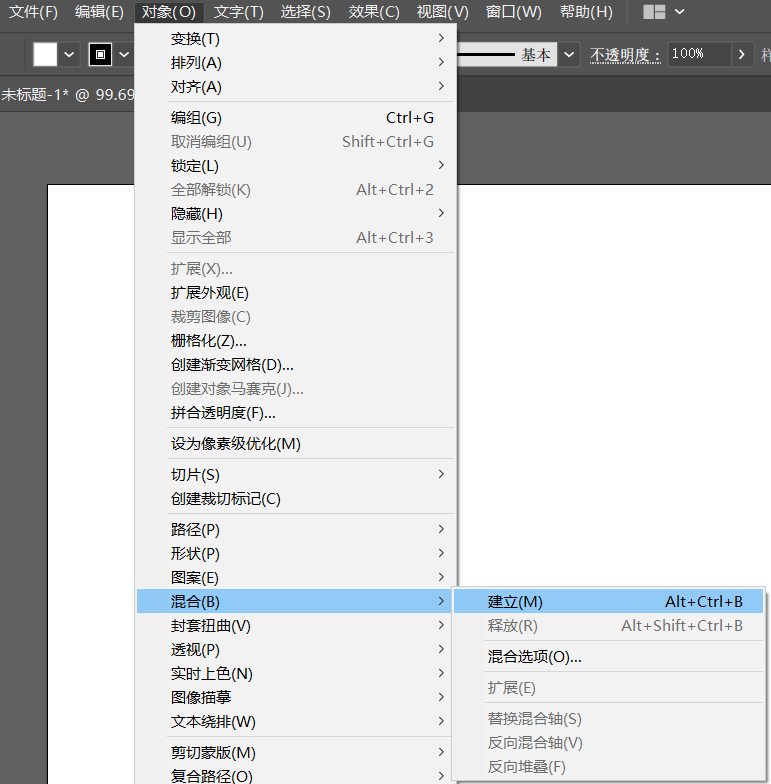 文件(F) 编辑(E) 对象(O) 文字(T) 选择(S) 效果(C) 视图(V) 窗口(W) 帮助(H)
基本 不透明度： 100%
未标题-1* @ 99.69
变换(T)
排列(A)
对齐(A)
编组(G) Ctrl+G
取消编组(U) Shift+Ctrl+G
锁定(L)
全部解锁(K) Alt+Ctrl+2
隐藏(H)
显示全部 Alt+Ctrl+3
扩展(X)...
扩展外观(E)
裁剪图像(C)
栅格化(Z)...
创建渐变网格(D)...
创建对象马赛克(J)...
拼合透明度(F)...
设为像素级优化(M)
切片(S)
创建裁切标记(C)
路径(P)
形状(P)
图案(E)
混合(B) 建立(M) Alt+Ctrl+B
封套扭曲(V) 释放(R) Alt+Shift+Ctrl+B
透视(P) 混合选项(O)...
实时上色(N)
图像描摹 扩展(E)
文本绕排(W) 替换混合轴(S)
反向混合轴(V)
剪切蒙版(M)
反向堆叠(F)
复合路径(O)